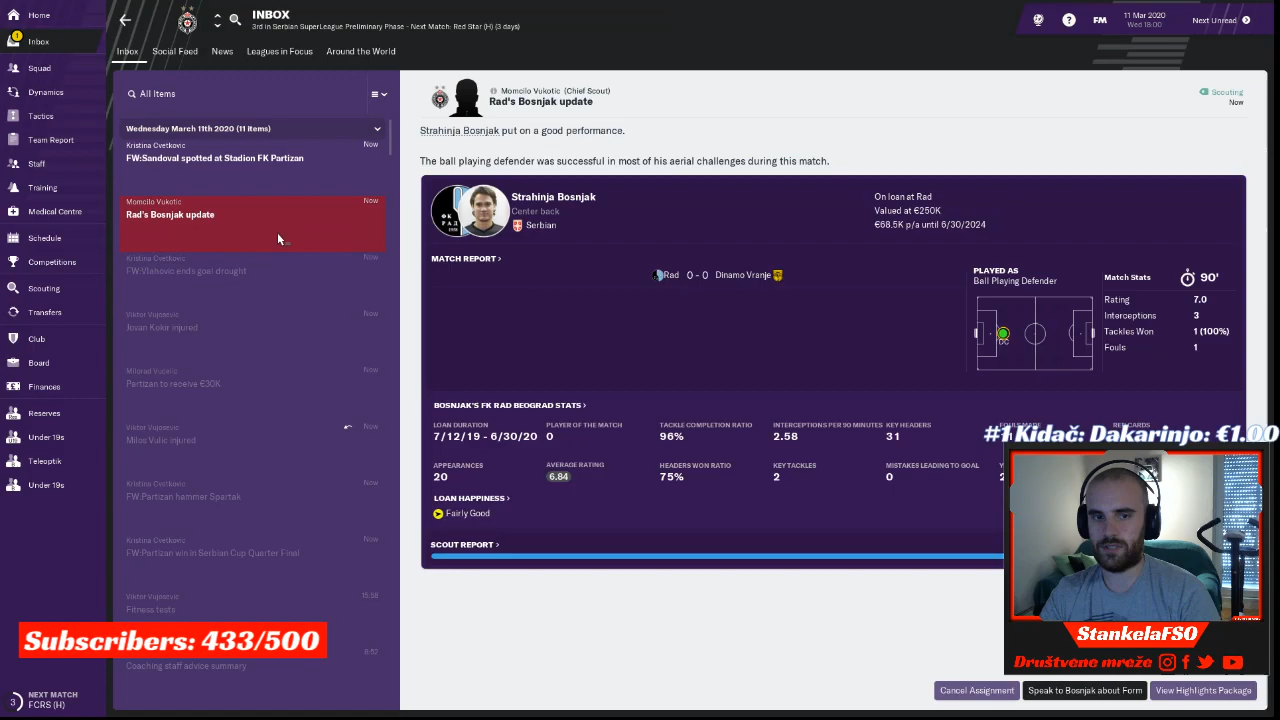 Home
INBOX
3rd in Serbian SuperLeague Preliminary Phase - Next Match: Red Star (H) (3 days)
FM
11 Mar 2020
Wed 18:00
Next Unread
1
Inbox
Squad
Dynamics
Tactics
Team Report
Staff
Training
Medical Centre
Schedule
Competitions
Scouting
Transfers
Club
Board
Finances
Reserves
Under 19s
Teleoptik
Under 19s
3
NEXT MATCH
FCRS (H)
Inbox
Social Feed
News
Leagues in Focus
Around the World
All Items
Wednesday March 11th 2020 (11 Items)
Kristina Cvetkovic
Now
FW:Sandoval spotted at Stadion FK Partizan
Momcilo Vukotic
Now
Rad's Bosnjak update
Kristina Cvetkovic
Now
FW:Vlahovic ends goal drought
Viktor Vujosevic
Now
Jovan Kokir injured
Milorad Vucelic
Now
Partizan to receive €30K
Viktor Vujosevic
Now
Milos Vulic injured
Kristina Cvetkovic
Now
FW:Partizan hammer Spartak
Kristina Cvetkovic
Now
FW:Partizan win in Serbian Cup Quarter Final
Viktor Vujosevic
15:58
Fitness tests
8:52
Coaching staff advice summary
Subscribers: 433/500
Momcilo Vukotic (Chief Scout)
Rad's Bosnjak update
Scouting
Now
Strahinja Bosnjak put on a good performance.
The ball playing defender was successful in most of his aerial challenges during this match.
Strahinja Bosnjak
Center back
Serbian
On loan at Rad
Valued at €250K
€68.5K p/a until 6/30/2024
MATCH REPORT >
Rad 0 - 0 Dinamo Vranje
PLAYED AS
Ball Playing Defender
DC
Match Stats
90'
Rating 7.0
Interceptions 3
Tackles Won 1 (100%)
Fouls 1
BOSNJAK'S FK RAD BEOGRAD STATS >
LOAN DURATION
7/12/19 - 6/30/20
PLAYER OF THE MATCH
0
TACKLE COMPLETION RATIO
96%
INTERCEPTIONS PER 90 MINUTES
2.58
KEY HEADERS
31
APPEARANCES
20
AVERAGE RATING
6.84
HEADERS WON RATIO
75%
KEY TACKLES
2
MISTAKES LEADING TO GOAL
0
LOAN HAPPINESS >
Fairly Good
SCOUT REPORT >
#1 Kidać: Dakarinjo: €1.00
StankelaFSO
Društvene mreže
Cancel Assignment
Speak to Bosnjak about Form
View Highlights Package